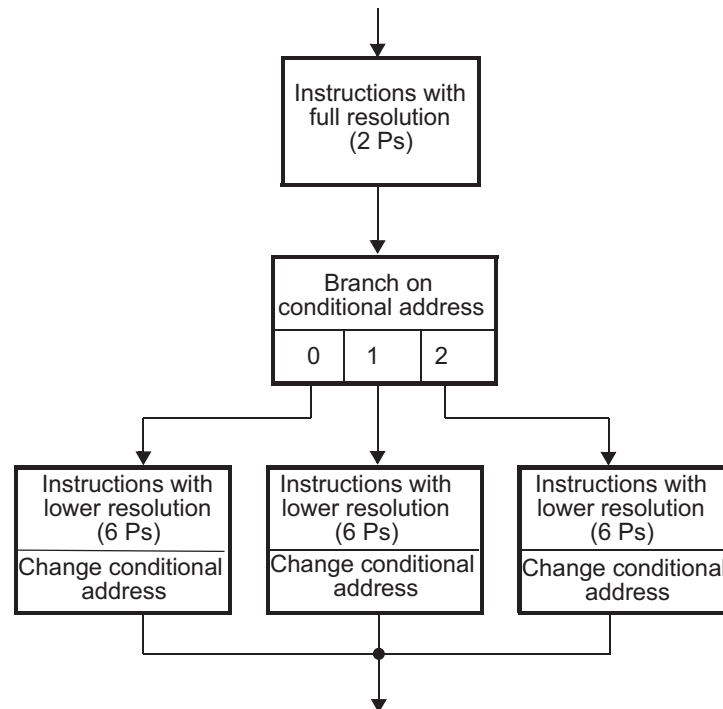 Instructions with
full resolution
(2 Ps)
Branch on
conditional address
0 1 2
Instructions with
lower resolution
(6 Ps)
Change conditional
address
Instructions with
lower resolution
(6 Ps)
Change conditional
address
Instructions with
lower resolution
(6 Ps)
Change conditional
address